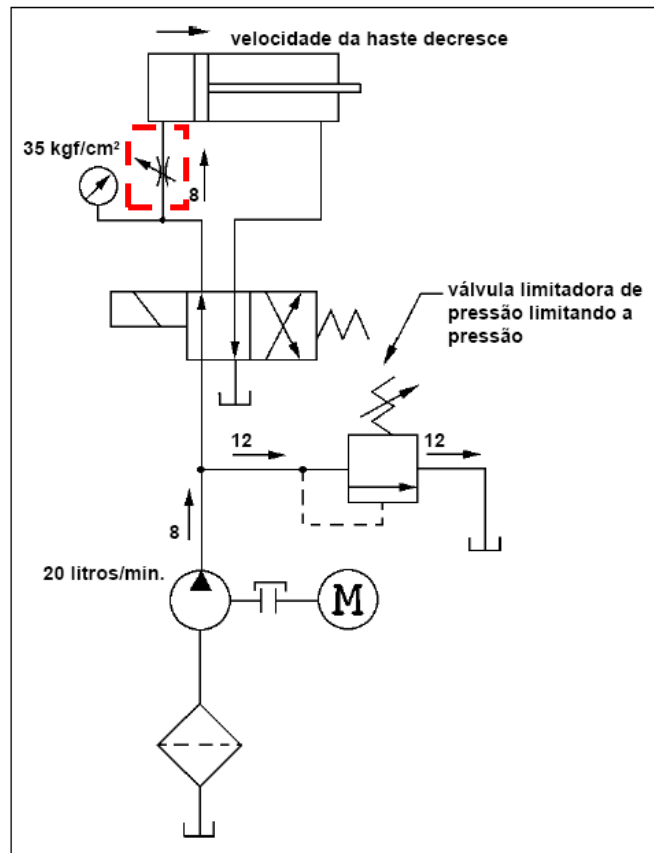 velocidade da haste decresce
35 kgf/cm²
8
válvula limitadora de
pressão limitando a
pressão
12
12
8
20 litros/min.
M